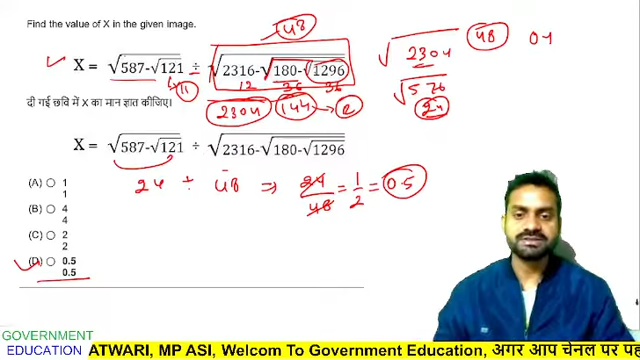 Find the value of X in the given image.
48
X = √587-√121 ÷ √2316-√180-√1296
11
12 36 36
2304 144 2
√2304 48 04
√576
24
दी गई छवि में X का मान ज्ञात कीजिए।
X = √587-√121 ÷ √2316-√180-√1296
24 ÷ 48 ⇒ 24/48 = 1/2 = 0.5
(A) 1
1
(B) 4
4
(C) 2
2
(D) 0.5
0.5
GOVERNMENT
EDUCATION
ATWARI, MP ASI, Welcom To Government Education, अगर आप चेनल पर पह